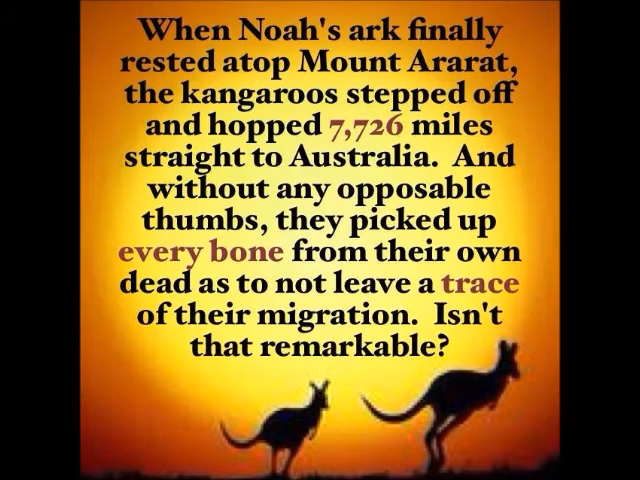 When Noah's ark finally
rested atop Mount Ararat,
the kangaroos stepped off
and hopped 7,726 miles
straight to Australia.  And
without any opposable
thumbs, they picked up
every bone from their own
dead as to not leave a trace
of their migration.  Isn't
that remarkable?